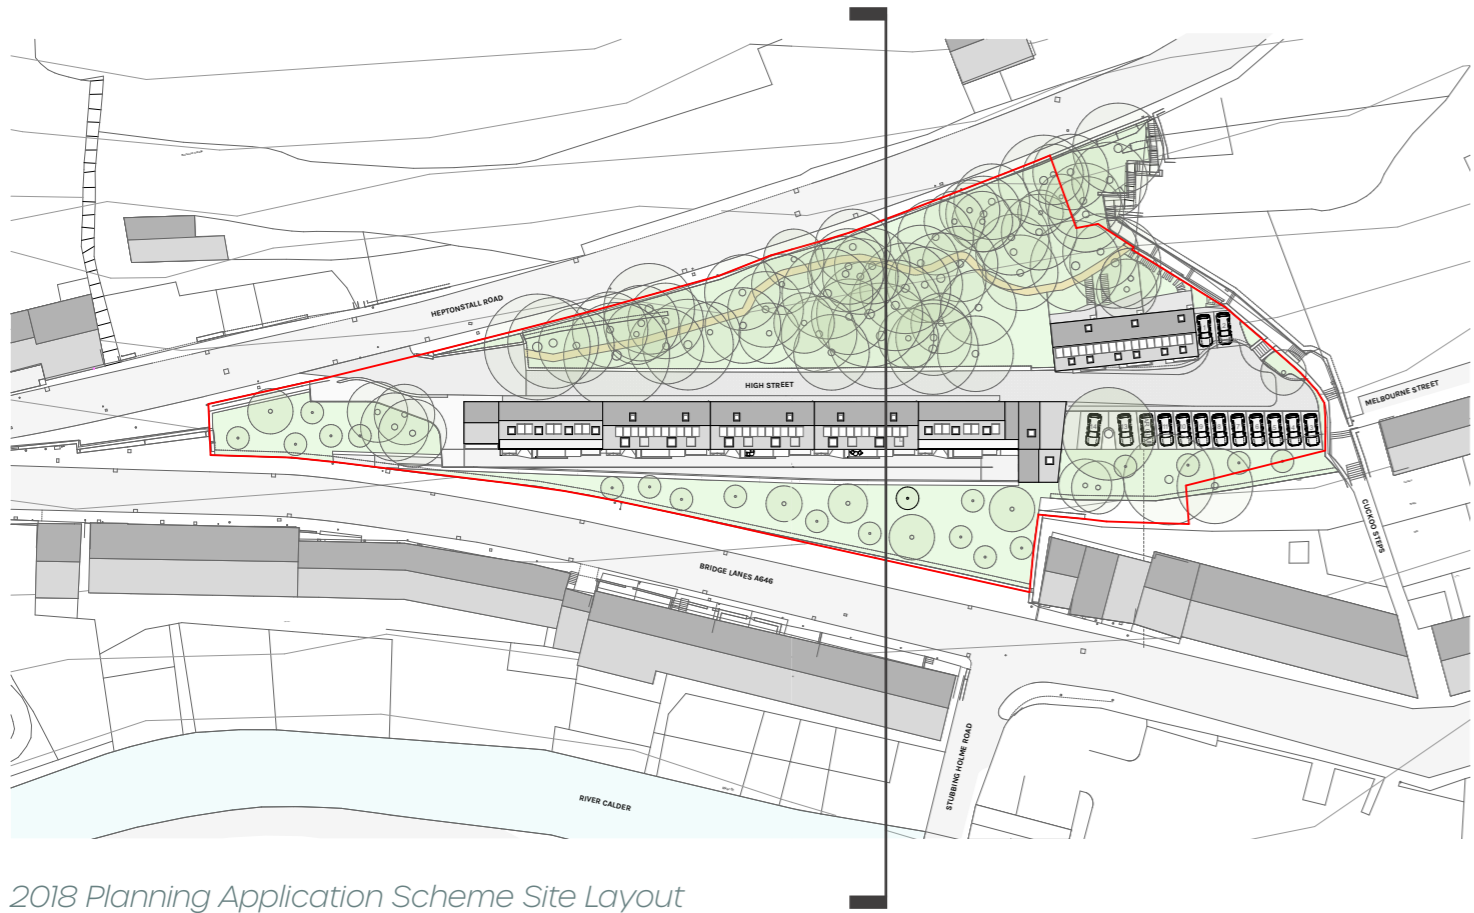 HEPTONSTALL ROAD
HIGH STREET
MELBOURNE STREET
CUCKOO STEPS
BRIDGE LANES A646
STUBBING HOLME ROAD
RIVER CALDER
2018 Planning Application Scheme Site Layout